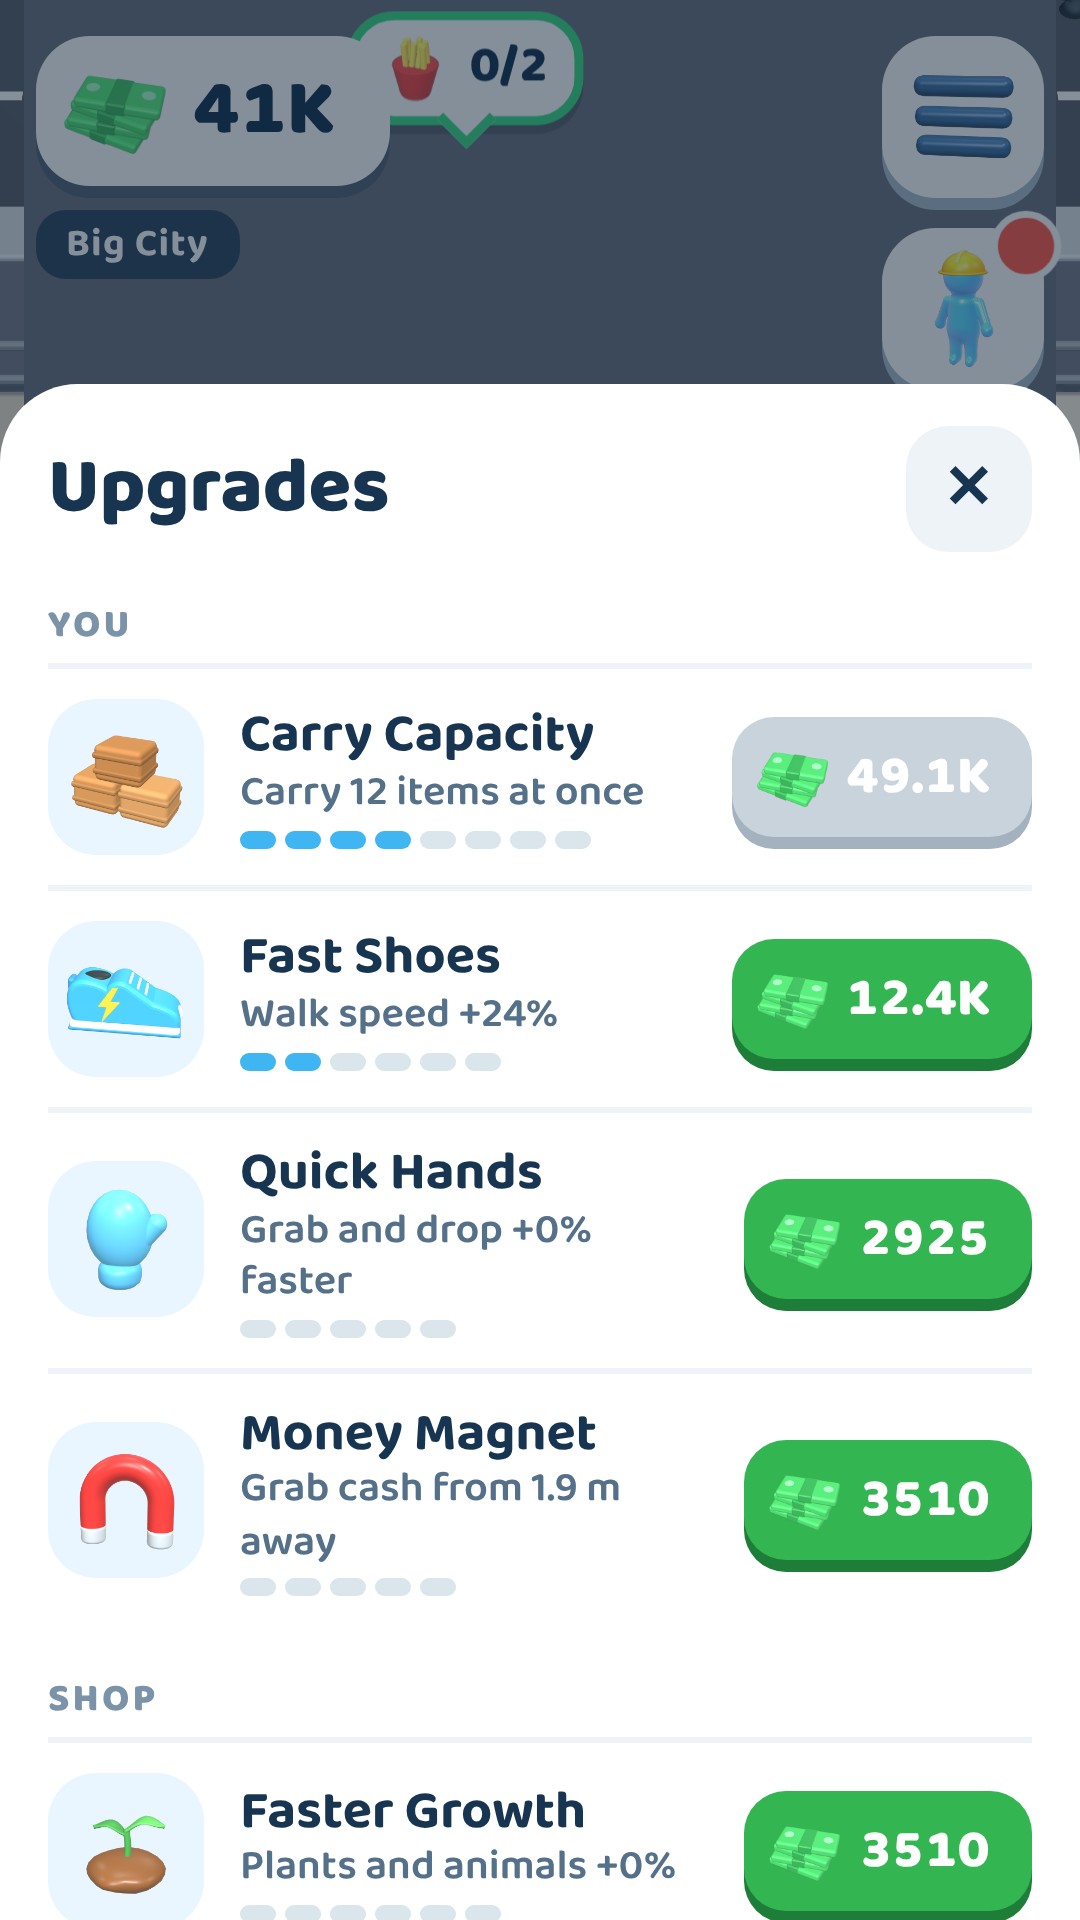 41K
0/2
Big City
Upgrades
YOU
Carry Capacity
Carry 12 items at once
49.1K
Fast Shoes
Walk speed +24%
12.4K
Quick Hands
Grab and drop +0%
faster
2925
Money Magnet
Grab cash from 1.9 m
away
3510
SHOP
Faster Growth
Plants and animals +0%
3510